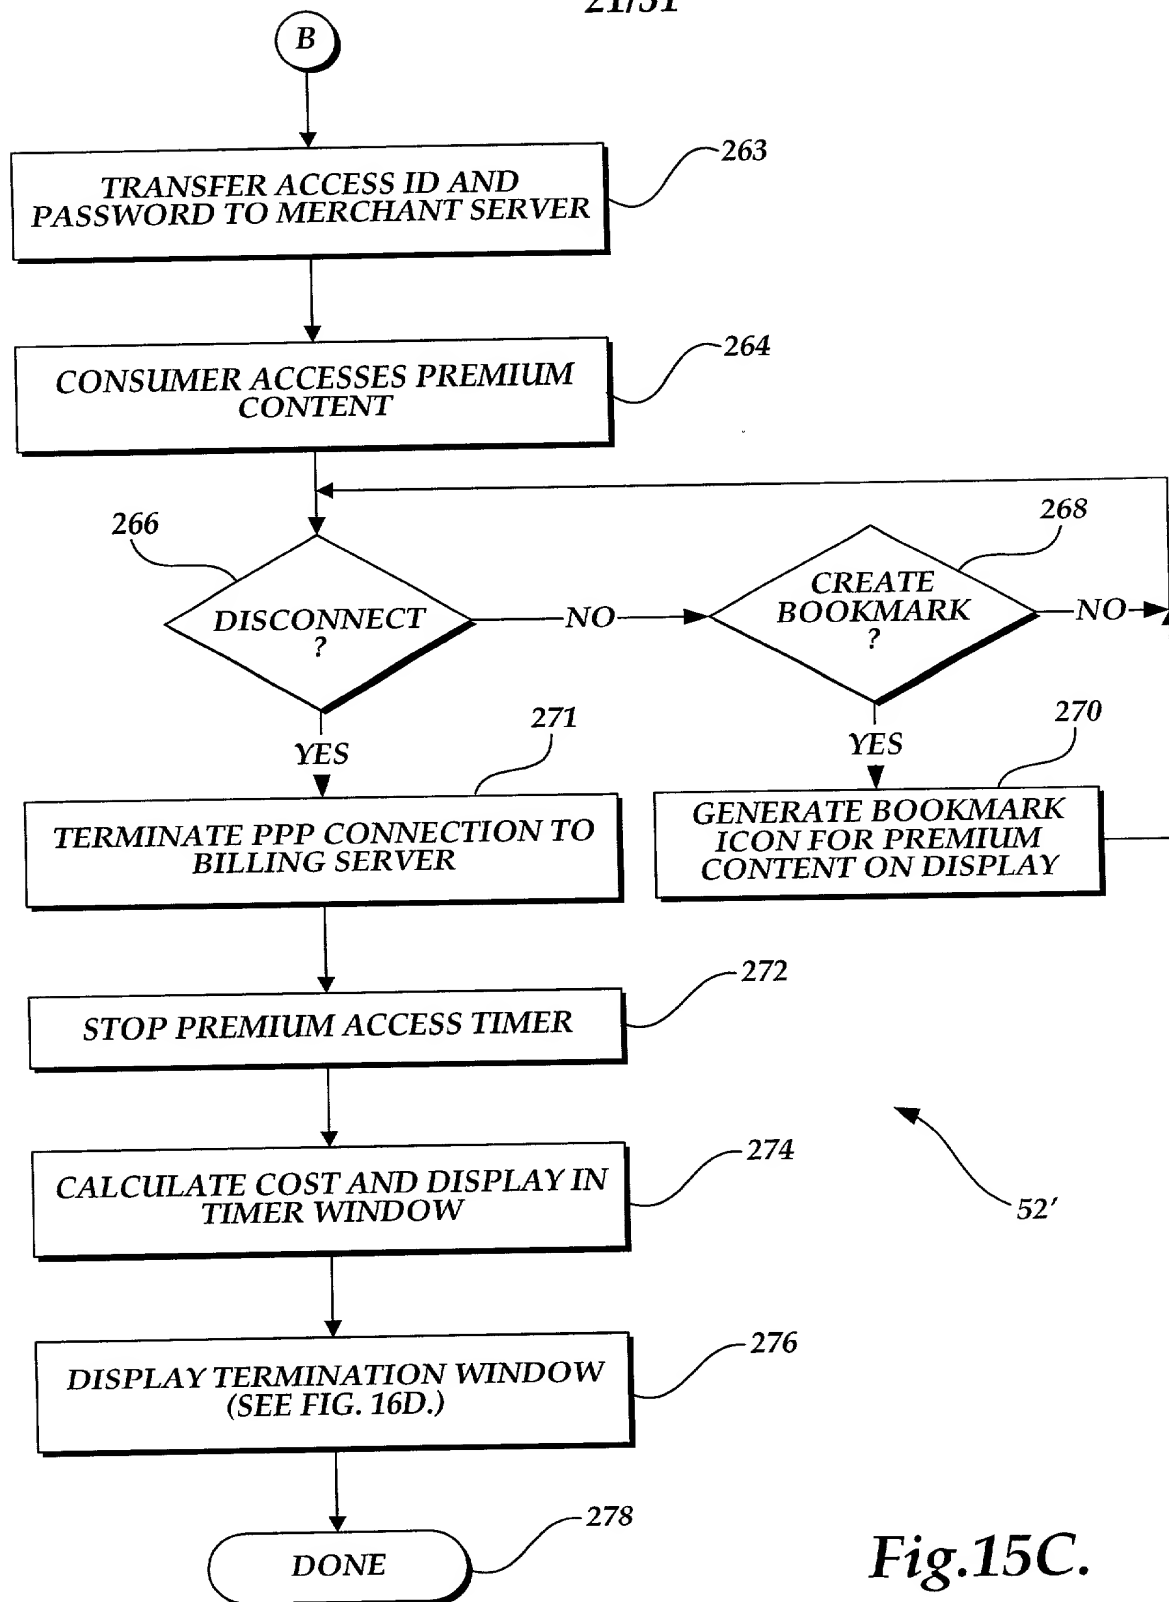 21/31
B
263
TRANSFER ACCESS ID AND
PASSWORD TO MERCHANT SERVER
264
CONSUMER ACCESSES PREMIUM
CONTENT
266
DISCONNECT
?
NO
268
CREATE
BOOKMARK
?
NO
YES
271
YES
270
TERMINATE PPP CONNECTION TO
BILLING SERVER
GENERATE BOOKMARK
ICON FOR PREMIUM
CONTENT ON DISPLAY
272
STOP PREMIUM ACCESS TIMER
274
CALCULATE COST AND DISPLAY IN
TIMER WINDOW
52'
276
DISPLAY TERMINATION WINDOW
(SEE FIG. 16D.)
278
DONE
Fig.15C.